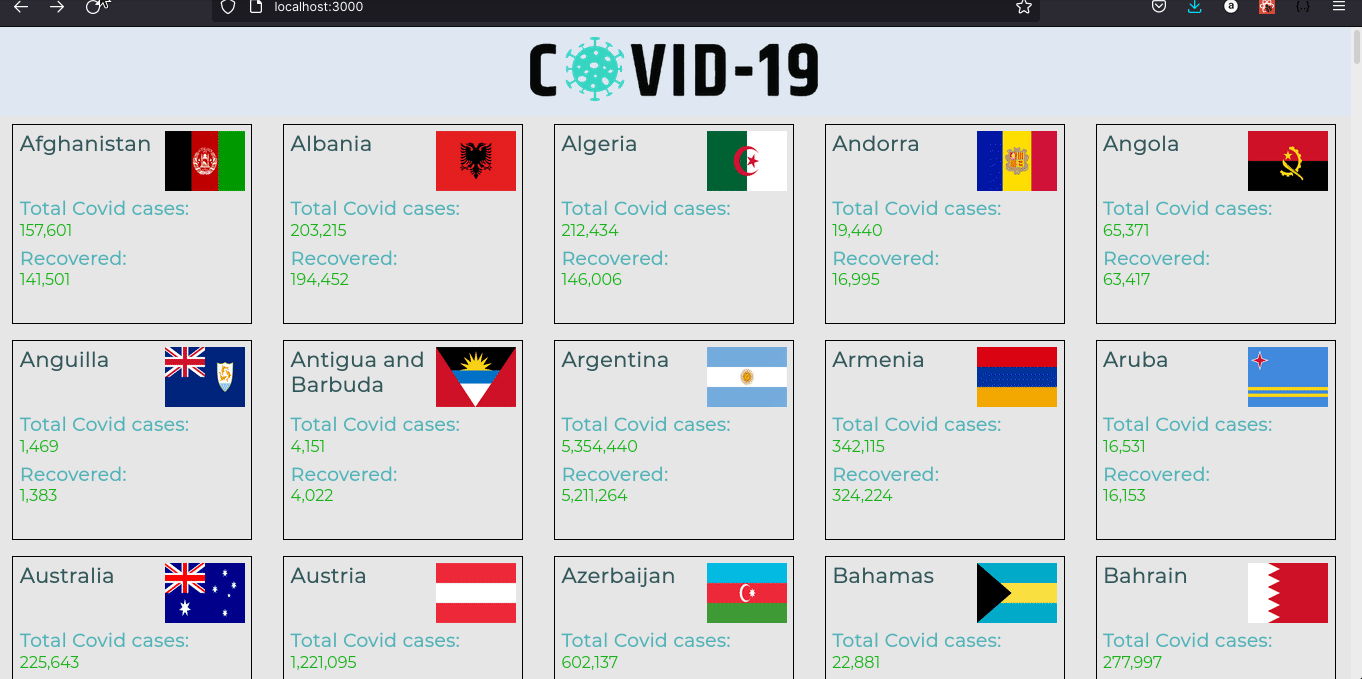 localhost:3000
COVID-19
Afghanistan
Total Covid cases:
157,601
Recovered:
141,501
Albania
Total Covid cases:
203,215
Recovered:
194,452
Algeria
Total Covid cases:
212,434
Recovered:
146,006
Andorra
Total Covid cases:
19,440
Recovered:
16,995
Angola
Total Covid cases:
65,371
Recovered:
63,417
Anguilla
Total Covid cases:
1,469
Recovered:
1,383
Antigua and
Barbuda
Total Covid cases:
4,151
Recovered:
4,022
Argentina
Total Covid cases:
5,354,440
Recovered:
5,211,264
Armenia
Total Covid cases:
342,115
Recovered:
324,224
Aruba
Total Covid cases:
16,531
Recovered:
16,153
Australia
Total Covid cases:
225,643
Austria
Total Covid cases:
1,221,095
Azerbaijan
Total Covid cases:
602,137
Bahamas
Total Covid cases:
22,881
Bahrain
Total Covid cases:
277,997